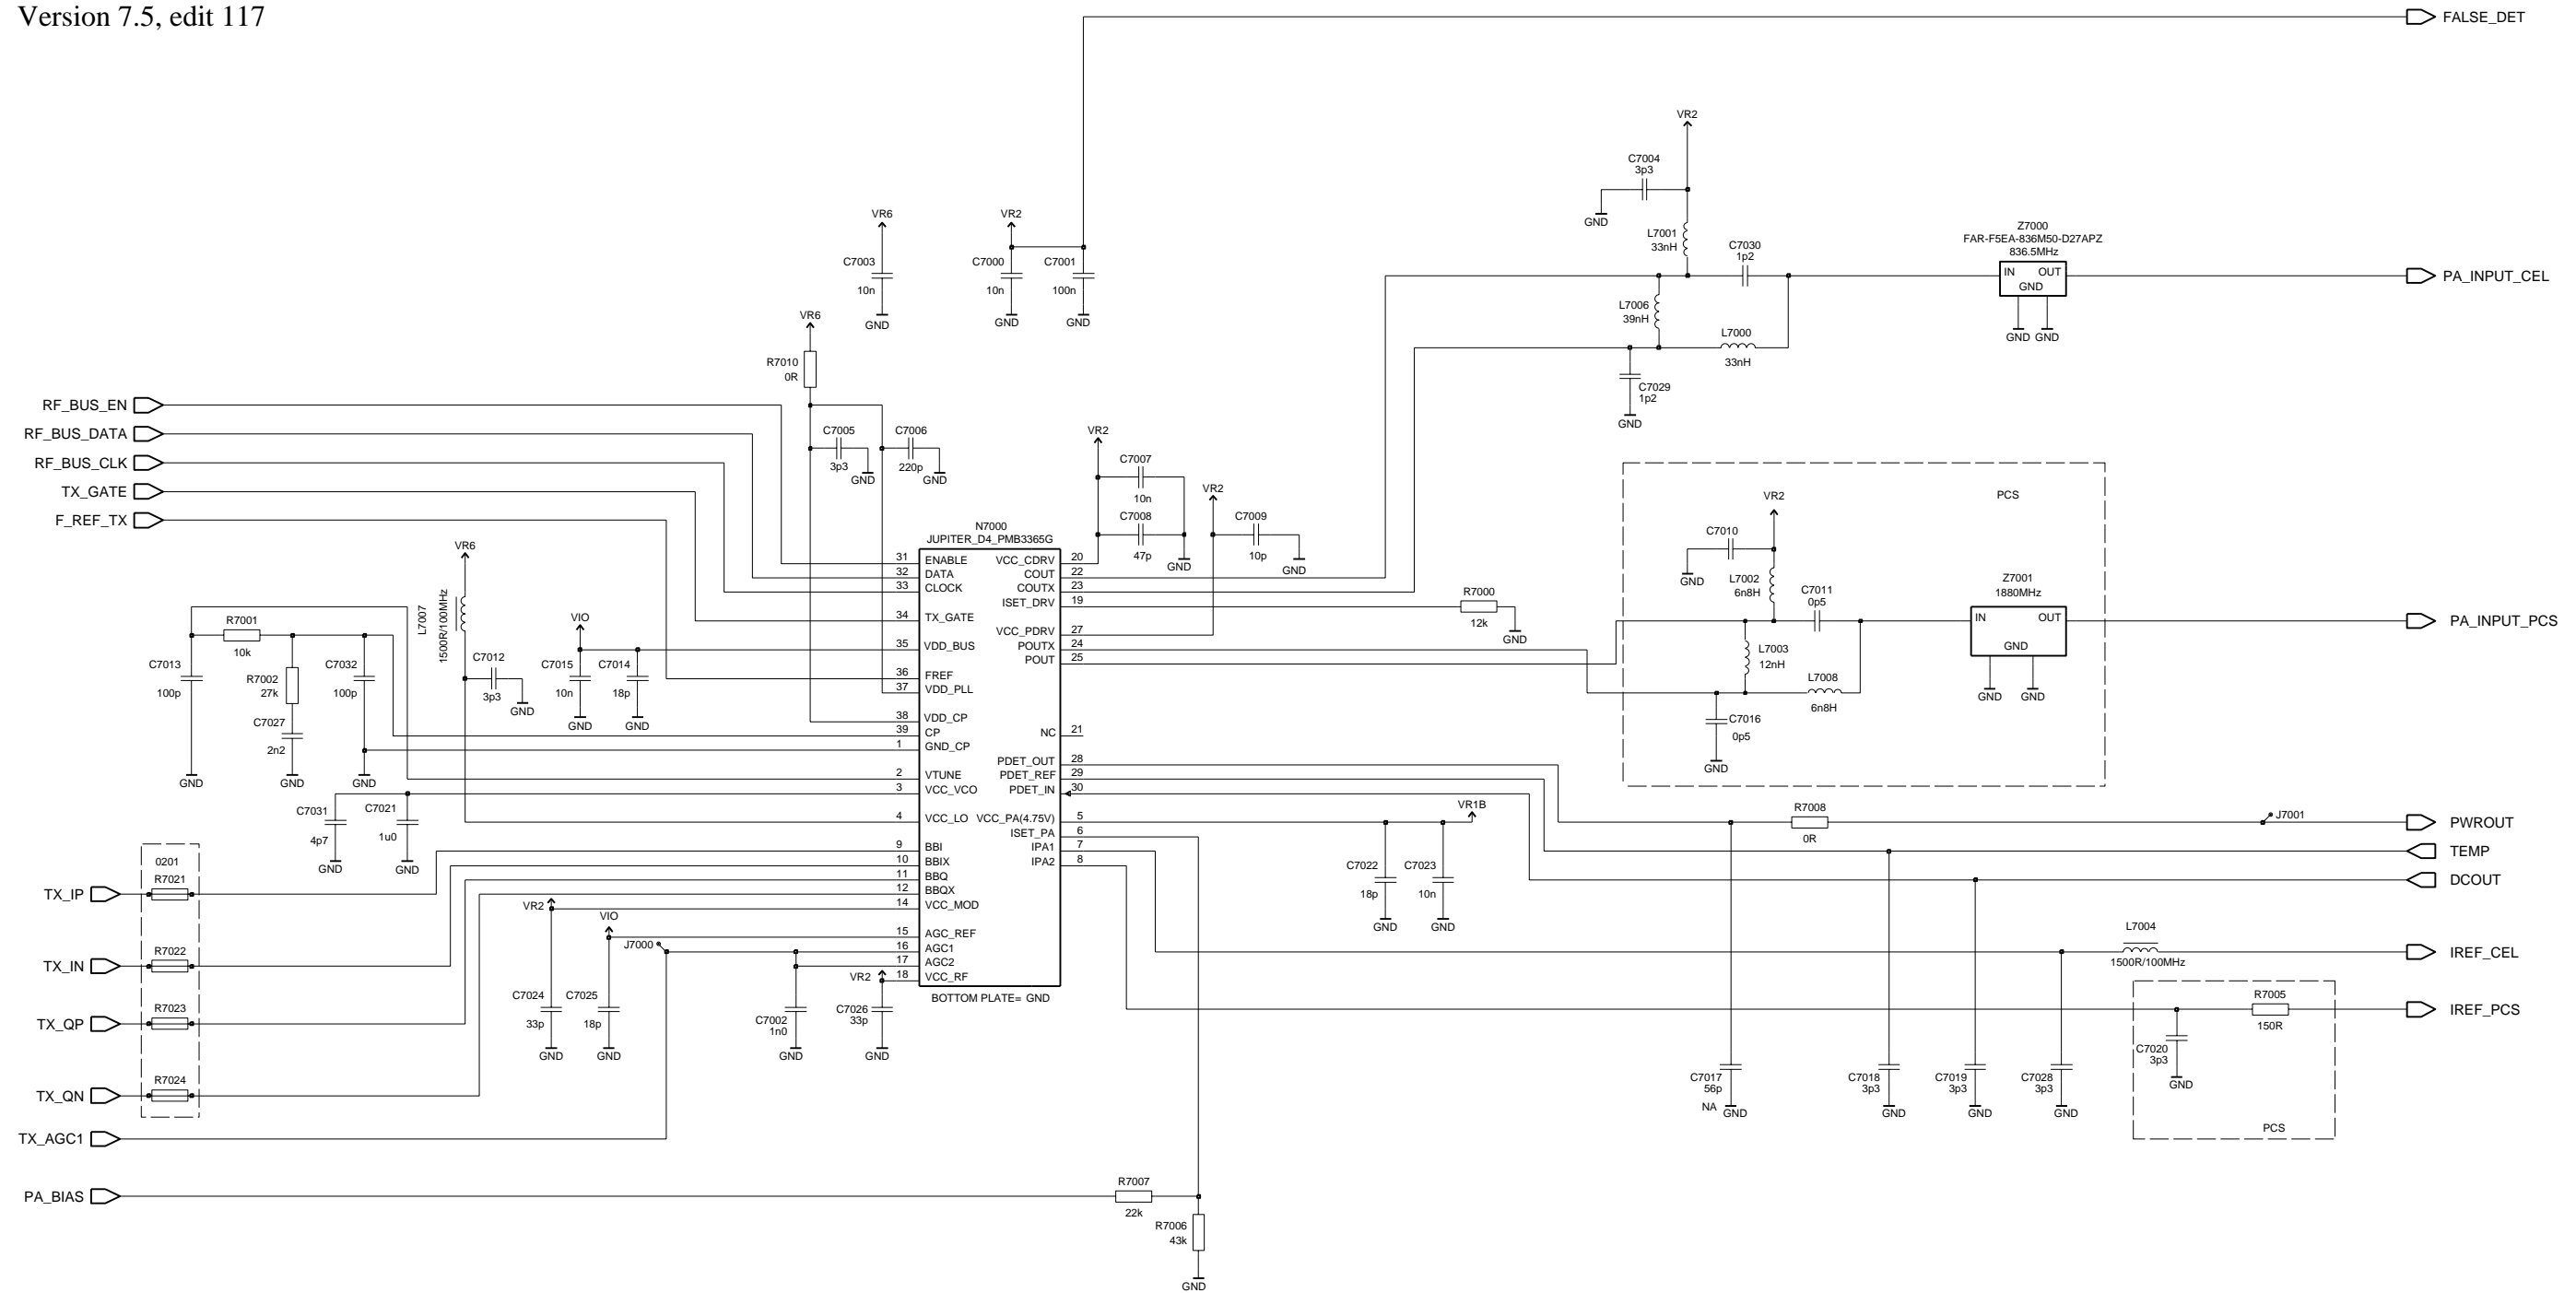 Version 7.5, edit 117
FALSE_DET
VR2
C7004
3p3
GND
L7001
33nH
C7030
1p2
Z7000
FAR-F5EA-836M50-D27APZ
836.5MHz
IN OUT
GND
GND GND
PA_INPUT_CEL
L7006
39nH
L7000
33nH
C7029
1p2
GND
VR6
C7003
10n
GND
VR2
C7000
10n
GND
C7001
100n
GND
VR6
R7010
0R
C7005
3p3
GND
C7006
220p
GND
RF_BUS_EN
RF_BUS_DATA
RF_BUS_CLK
TX_GATE
F_REF_TX
VR2
C7007
10n
C7008
47p
GND
VR2
C7009
10p
GND
PCS
VR2
C7010
GND
L7002
6n8H
C7011
0p5
Z7001
1880MHz
IN OUT
GND
GND GND
PA_INPUT_PCS
L7003
12nH
L7008
6n8H
C7016
0p5
GND
R7000
12k
GND
N7000
JUPITER_D4_PMB3365G
31 ENABLE
32 DATA
33 CLOCK
34 TX_GATE
35 VDD_BUS
36 FREF
37 VDD_PLL
38 VDD_CP
39 CP
1 GND_CP
2 VTUNE
3 VCC_VCO
4 VCC_LO
9 BBI
10 BBIX
11 BBQ
12 BBQX
14 VCC_MOD
15 AGC_REF
16 AGC1
17 AGC2
18 VCC_RF
VCC_CDRV 20
COUT 22
COUTX 23
ISET_DRV 19
VCC_PDRV 27
POUTX 24
POUT 25
NC 21
PDET_OUT 28
PDET_REF 29
PDET_IN 30
VCC_PA(4.75V) 5
ISET_PA 6
IPA1 7
IPA2 8
BOTTOM PLATE= GND
VR6
L7007
1500R/100MHz
C7012
3p3
GND
VIO
C7015
10n
GND
C7014
18p
GND
R7001
10k
C7013
100p
GND
R7002
27k
C7027
2n2
GND
C7032
100p
GND
C7031
4p7
GND
C7021
1u0
GND
0201
R7021
R7022
R7023
R7024
TX_IP
TX_IN
TX_QP
TX_QN
TX_AGC1
PA_BIAS
VR2
C7024
33p
GND
VIO
C7025
18p
GND
J7000
C7002
1n0
GND
VR2
C7026
33p
GND
VR1B
C7022
18p
GND
C7023
10n
GND
R7008
0R
J7001
PWROUT
TEMP
DCOUT
L7004
1500R/100MHz
IREF_CEL
R7005
150R
IREF_PCS
C7020
3p3
GND
PCS
C7017
56p
NA
GND
C7018
3p3
GND
C7019
3p3
GND
C7028
3p3
GND
R7007
22k
R7006
43k
GND